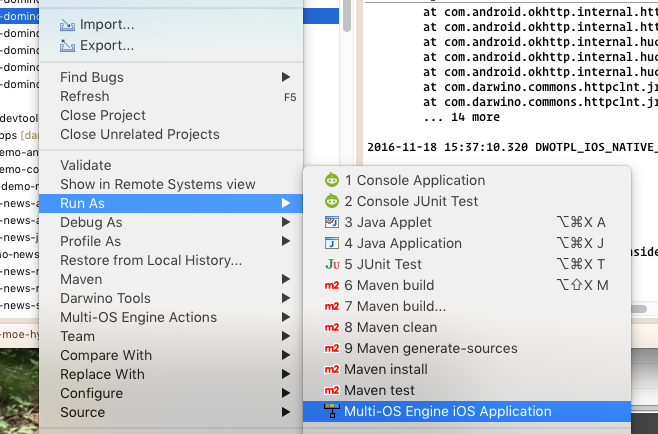 -domino
-domino
-domino
-domino
-domino
-domino
devtool
pps [da
emo-an
emo-co
-demo-
-news-a
-news-a
-news-j
no-news
-news-r
-news-r
-news-s
-moe-hy
Import...
Export...
Find Bugs
Refresh F5
Close Project
Close Unrelated Projects
Validate
Show in Remote Systems view
Run As
Debug As
Profile As
Restore from Local History...
Maven
Darwino Tools
Multi-OS Engine Actions
Team
Compare With
Replace With
Configure
Source
at com.android.okhttp.internal.htt
at com.android.okhttp.internal.htt
at com.android.okhttp.internal.huc
at com.android.okhttp.internal.huc
at com.android.okhttp.internal.huc
at com.darwino.commons.httpclnt.jr
at com.darwino.commons.httpclnt.jr
... 14 more
2016-11-18 15:37:10.320 DWOTPL_IOS_NATIVE_
nside
1 Console Application
2 Console JUnit Test
3 Java Applet ⌥⌘X A
4 Java Application ⌥⌘X J
Ju 5 JUnit Test ⌥⌘X T
m2 6 Maven build ⌥⇧X M
m2 7 Maven build...
m2 8 Maven clean
m2 9 Maven generate-sources
m2 Maven install
m2 Maven test
Multi-OS Engine iOS Application